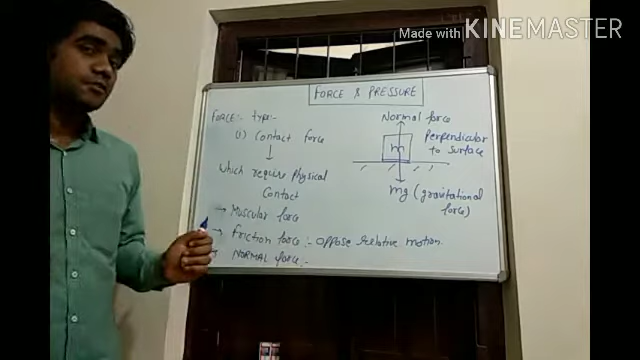 Made with KINEMASTER
FORCE & PRESSURE
FORCE:- type:-
(1) Contact force
which require Physical
Contact
→ Muscular force
→ Friction force :- oppose relative motion.
→ NORMAL force :-
Normal force
Perpendicular
to surface
m
mg (gravitational
force)